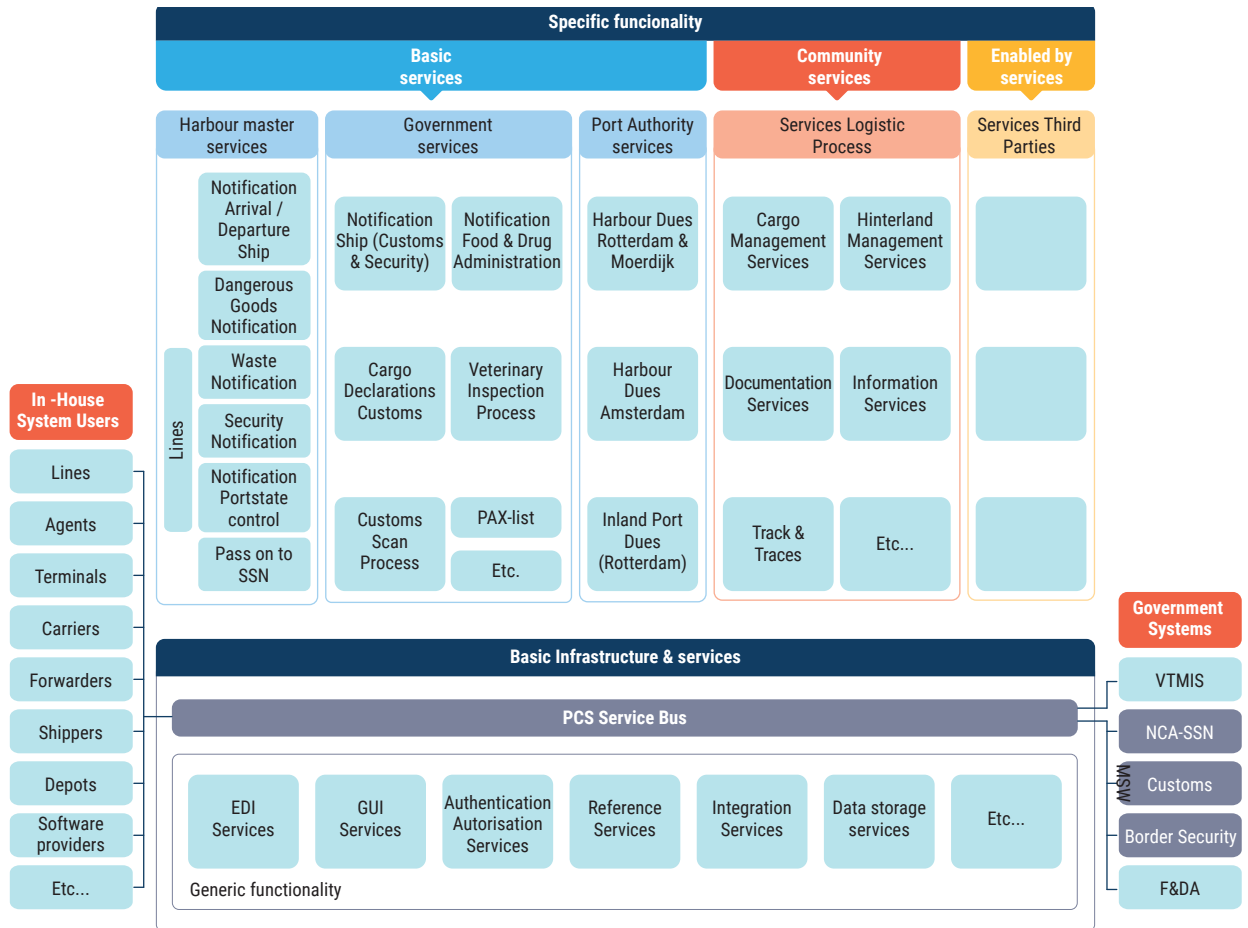 Specific funcionality
Basic
services
Community
services
Enabled by
services
Harbour master
services
Government
services
Port Authority
services
Services Logistic
Process
Services Third
Parties
Notification
Arrival /
Departure
Ship
Dangerous
Goods
Notification
Waste
Notification
Security
Notification
Notification
Portstate
control
Pass on to
SSN
Lines
Notification
Ship (Customs
& Security)
Notification
Food & Drug
Administration
Cargo
Declarations
Customs
Veterinary
Inspection
Process
Customs
Scan
Process
PAX-list
Etc.
Harbour Dues
Rotterdam &
Moerdijk
Harbour
Dues
Amsterdam
Inland Port
Dues
(Rotterdam)
Cargo
Management
Services
Hinterland
Management
Services
Documentation
Services
Information
Services
Track &
Traces
Etc...
In -House
System Users
Lines
Agents
Terminals
Carriers
Forwarders
Shippers
Depots
Software
providers
Etc...
Basic Infrastructure & services
PCS Service Bus
EDI
Services
GUI
Services
Authentication
Autorisation
Services
Reference
Services
Integration
Services
Data storage
services
Etc...
Generic functionality
Government
Systems
VTMIS
NCA-SSN
MSW
Customs
Border Security
F&DA